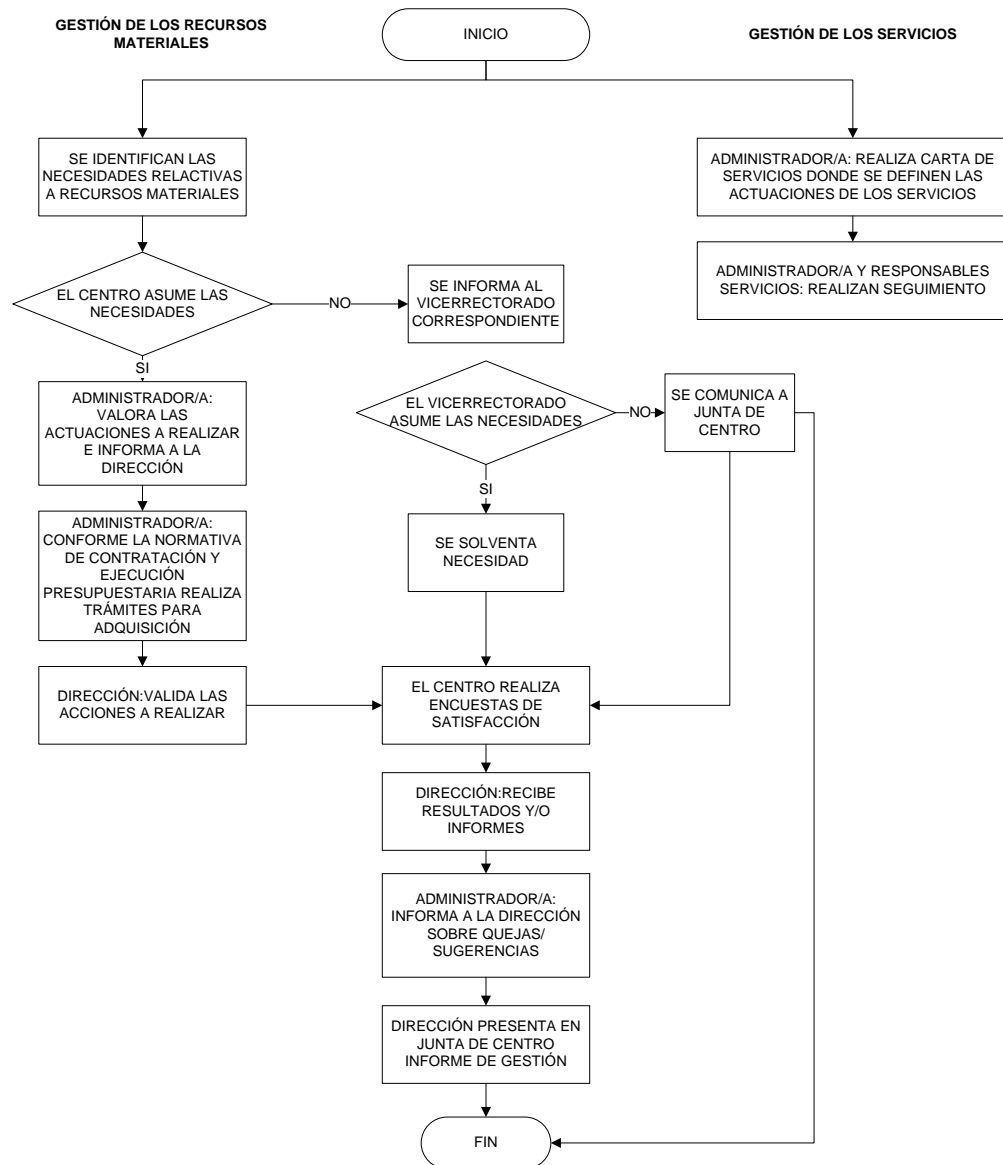 GESTIÓN DE LOS RECURSOS
MATERIALES
INICIO
GESTIÓN DE LOS SERVICIOS
SE IDENTIFICAN LAS
NECESIDADES RELACTIVAS
A RECURSOS MATERIALES
ADMINISTRADOR/A: REALIZA CARTA DE
SERVICIOS DONDE SE DEFINEN LAS
ACTUACIONES DE LOS SERVICIOS
ADMINISTRADOR/A Y RESPONSABLES
SERVICIOS: REALIZAN SEGUIMIENTO
EL CENTRO ASUME LAS
NECESIDADES
NO
SE INFORMA AL
VICERRECTORADO
CORRESPONDIENTE
SI
ADMINISTRADOR/A:
VALORA LAS
ACTUACIONES A REALIZAR
E INFORMA A LA
DIRECCIÓN
EL VICERRECTORADO
ASUME LAS NECESIDADES
NO
SE COMUNICA A
JUNTA DE
CENTRO
SI
ADMINISTRADOR/A:
CONFORME LA NORMATIVA
DE CONTRATACIÓN Y
EJECUCIÓN
PRESUPUESTARIA REALIZA
TRÁMITES PARA
ADQUISICIÓN
SE SOLVENTA
NECESIDAD
DIRECCIÓN:VALIDA LAS
ACCIONES A REALIZAR
EL CENTRO REALIZA
ENCUESTAS DE
SATISFACCIÓN
DIRECCIÓN:RECIBE
RESULTADOS Y/O
INFORMES
ADMINISTRADOR/A:
INFORMA A LA DIRECCIÓN
SOBRE QUEJAS/
SUGERENCIAS
DIRECCIÓN PRESENTA EN
JUNTA DE CENTRO
INFORME DE GESTIÓN
FIN